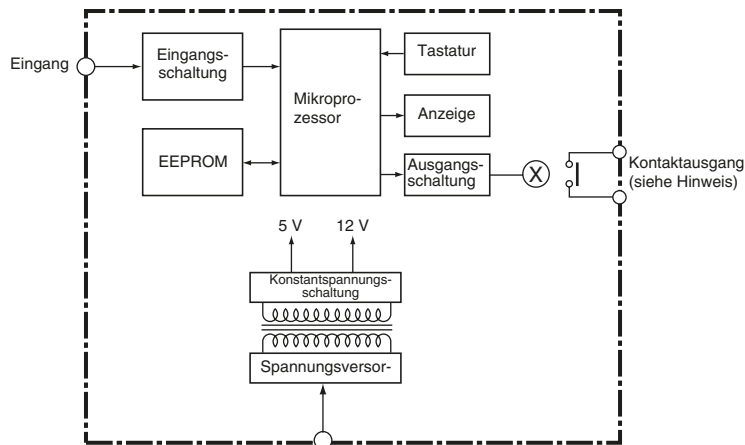 Eingang
Eingangs-
schaltung
Mikropro-
zessor
Tastatur
Anzeige
EEPROM
Ausgangs-
schaltung
X
Kontaktausgang
(siehe Hinweis)
5 V
12 V
Konstantspannungs-
schaltung
Spannungsversor-